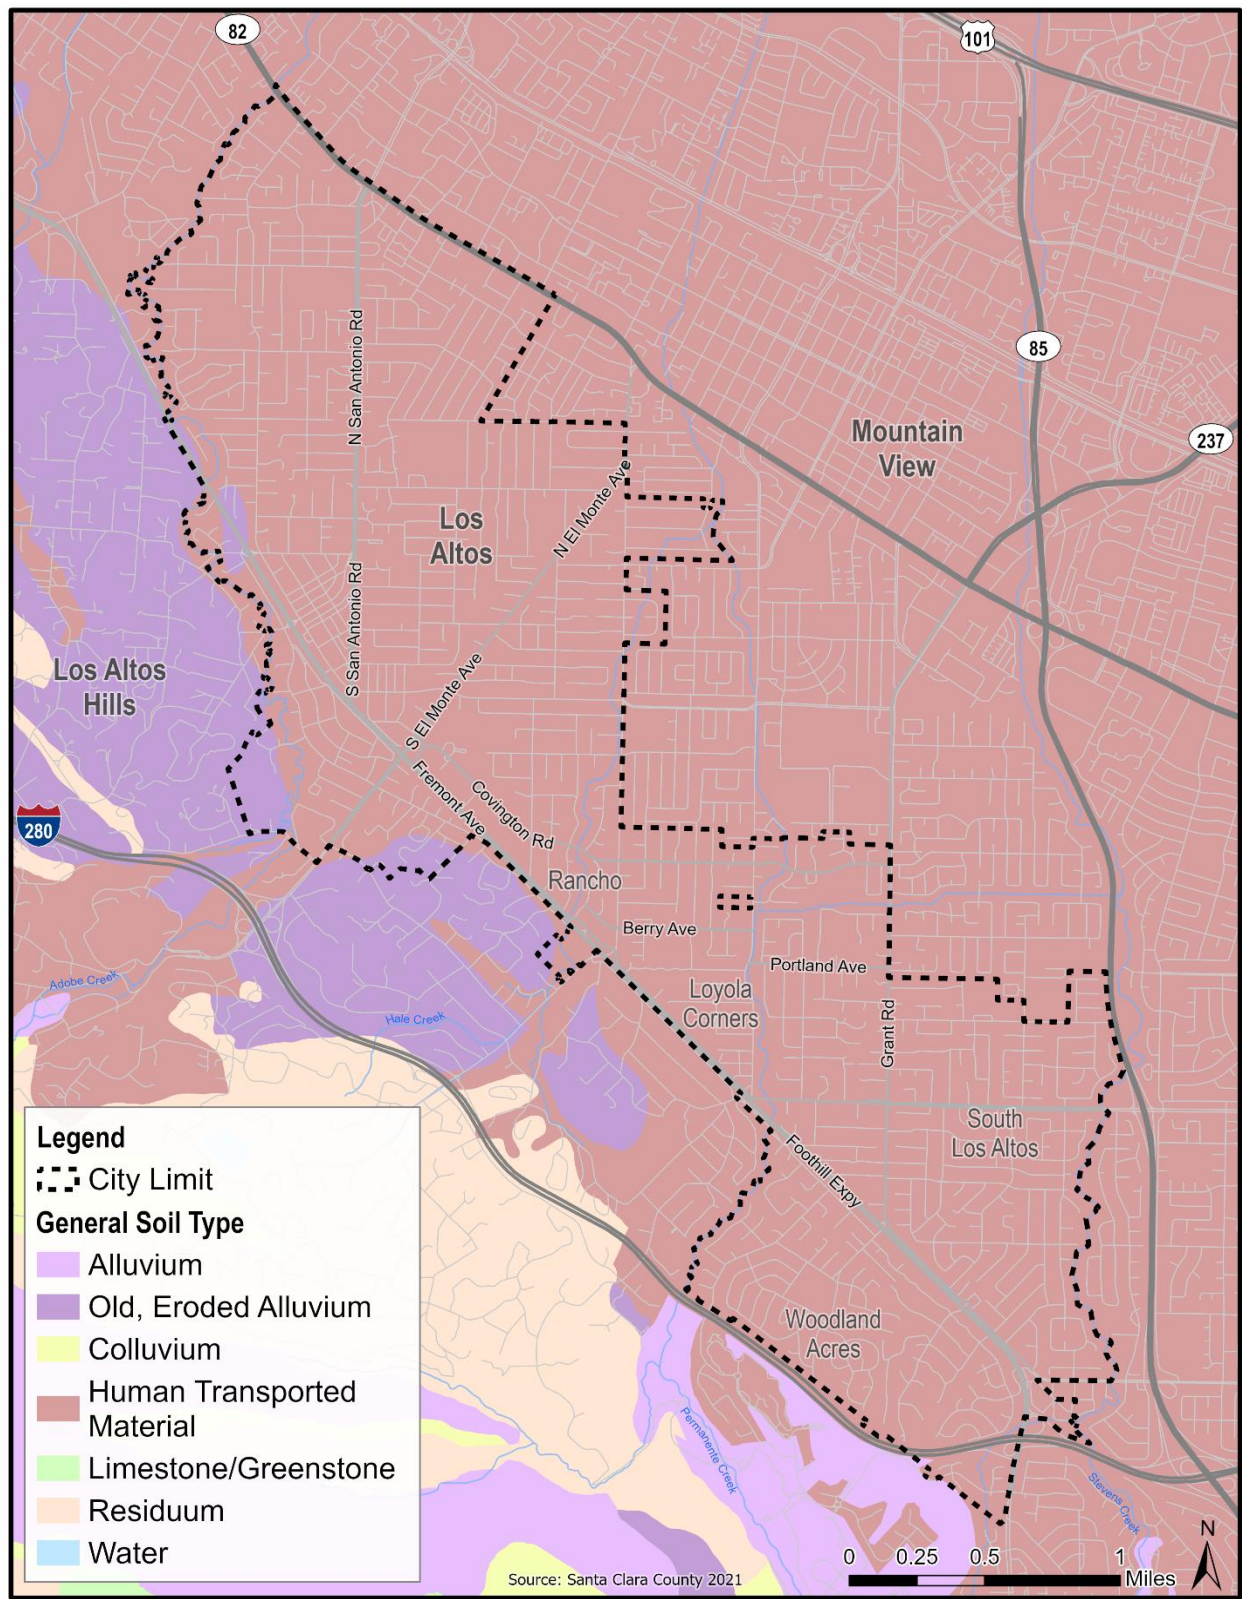 82
101
N San Antonio Rd
85
Mountain
View
237
Los
Altos
N El Monte Ave
S San Antonio Rd
Los Altos
Hills
S El Monte Ave
Fremont Ave
Covington Rd
280
Rancho
Berry Ave
Portland Ave
Adobe Creek
Loyola
Corners
Hale Creek
Grant Rd
South
Los Altos
Foothill Expy
Woodland
Acres
Permanente Creek
Stevens Creek
Legend
City Limit
General Soil Type
Alluvium
Old, Eroded Alluvium
Colluvium
Human Transported
Material
Limestone/Greenstone
Residuum
Water
N
0 0.25 0.5 1
Miles
Source: Santa Clara County 2021